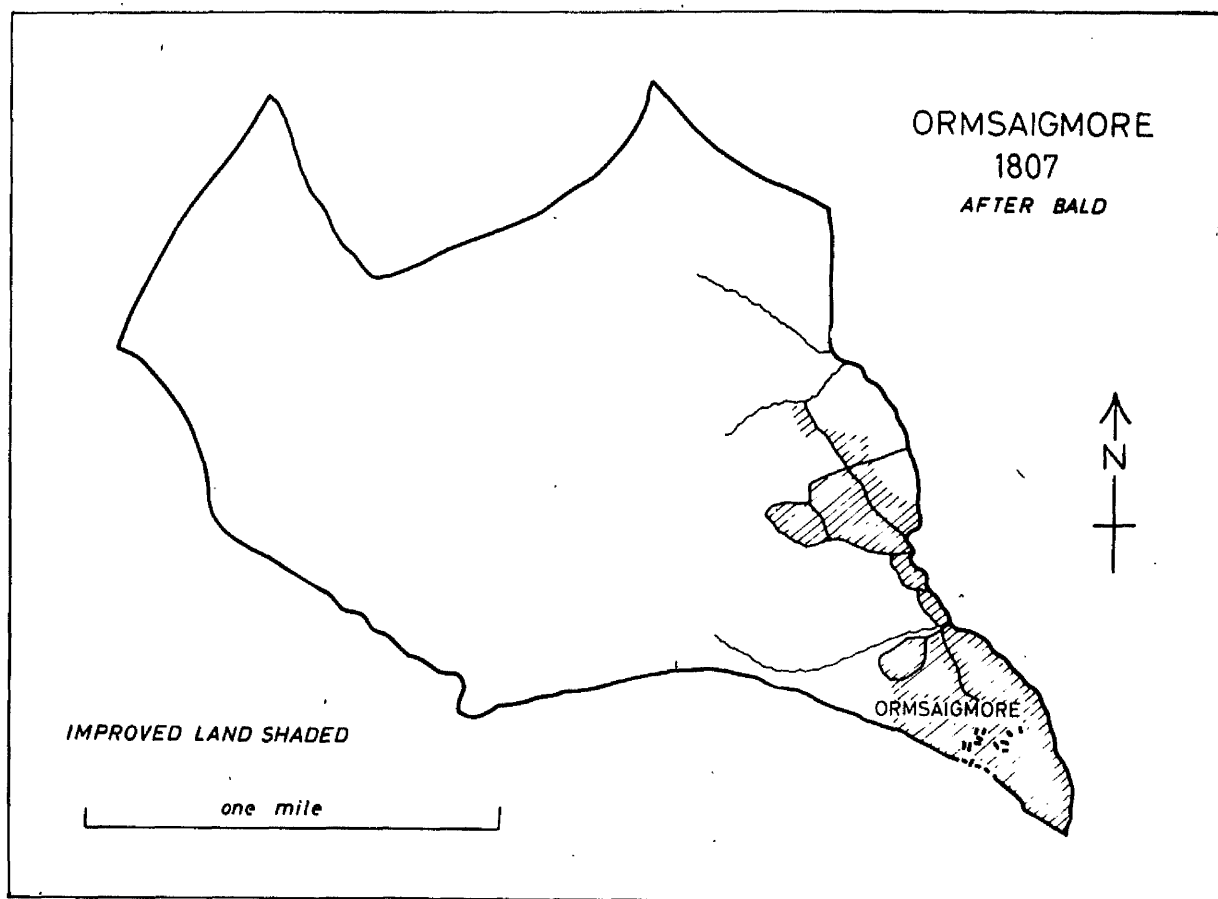 ORMSAIGMORE
1807
AFTER BALD
N
ORMSAIGMORE
IMPROVED LAND SHADED
one mile